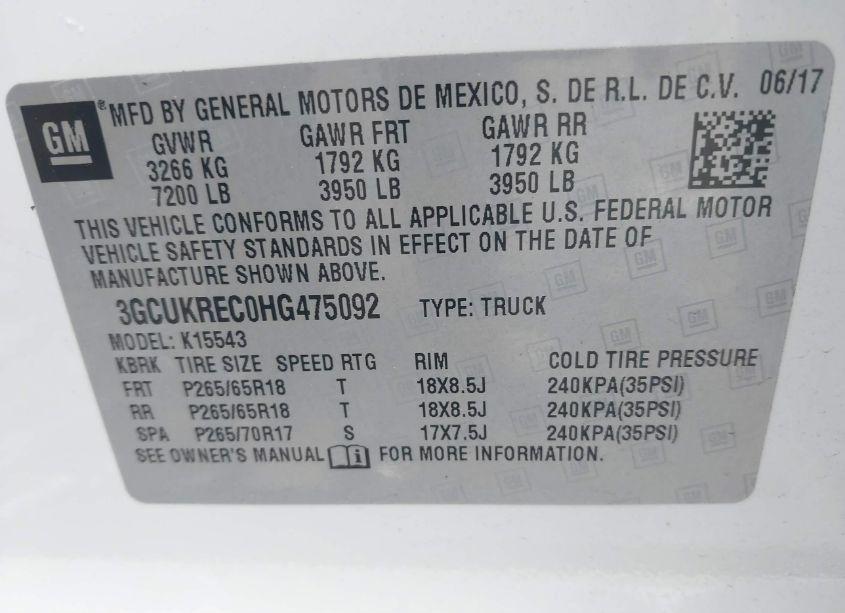 GM ® MFD BY GENERAL MOTORS DE MEXICO, S. DE R.L. DE C.V. 06/17
GVWR GAWR FRT GAWR RR
3266 KG 1792 KG 1792 KG
7200 LB 3950 LB 3950 LB
THIS VEHICLE CONFORMS TO ALL APPLICABLE U.S. FEDERAL MOTOR
VEHICLE SAFETY STANDARDS IN EFFECT ON THE DATE OF
MANUFACTURE SHOWN ABOVE.
3GCUKREC0HG475092 TYPE: TRUCK
MODEL: K15543
KBRK TIRE SIZE SPEED RTG RIM COLD TIRE PRESSURE
FRT P265/65R18 T 18X8.5J 240KPA(35PSI)
RR P265/65R18 T 18X8.5J 240KPA(35PSI)
SPA P265/70R17 S 17X7.5J 240KPA(35PSI)
SEE OWNER'S MANUAL i FOR MORE INFORMATION.